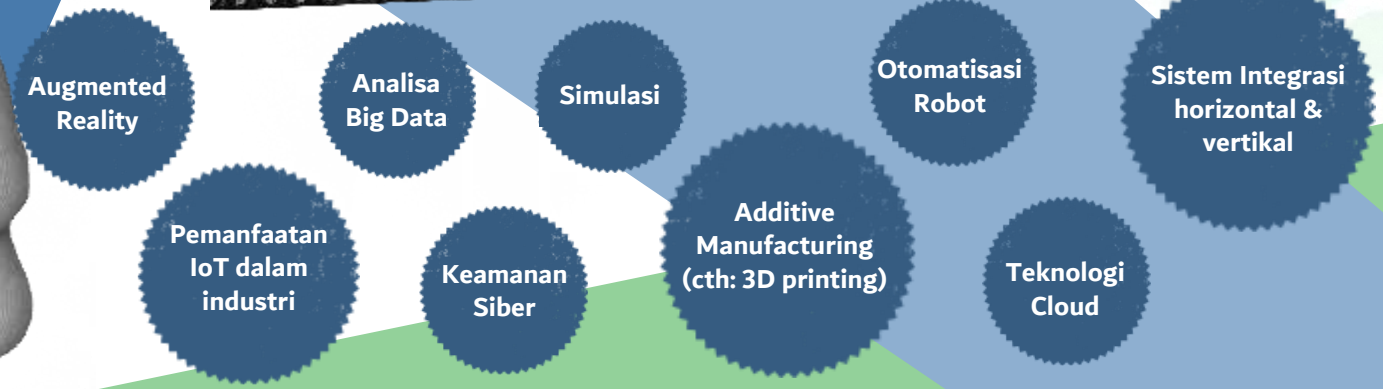 Augmented
Reality
Analisa
Big Data
Simulasi
Otomatisasi
Robot
Sistem Integrasi
horizontal &
vertikal
Pemanfaatan
IoT dalam
industri
Keamanan
Siber
Additive
Manufacturing
(cth: 3D printing)
Teknologi
Cloud